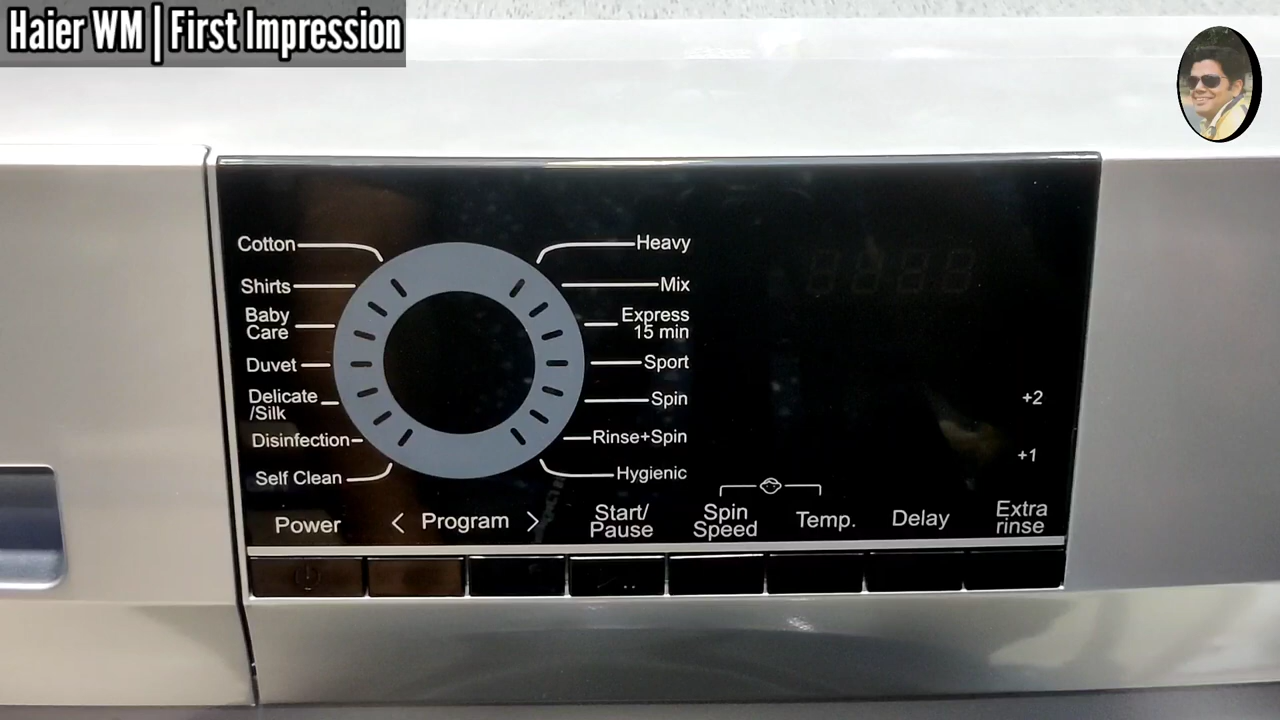 Haier WM | First Impression
Cotton
Shirts
Baby
Care
Duvet
Delicate
/Silk
Disinfection
Self Clean
Heavy
Mix
Express
15 min
Sport
Spin
Rinse+Spin
Hygienic
+2
+1
Power
< Program >
Start/
Pause
Spin
Speed
Temp.
Delay
Extra
rinse